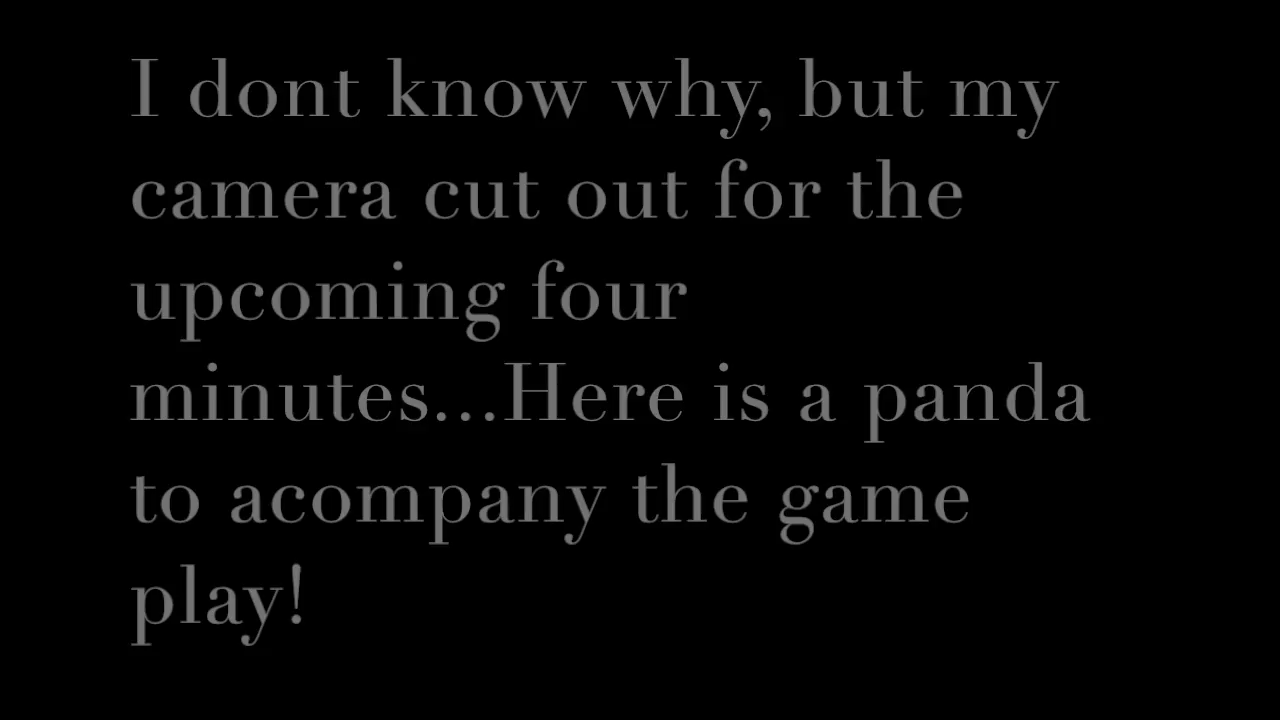 I dont know why, but my
camera cut out for the
upcoming four
minutes...Here is a panda
to acompany the game
play!